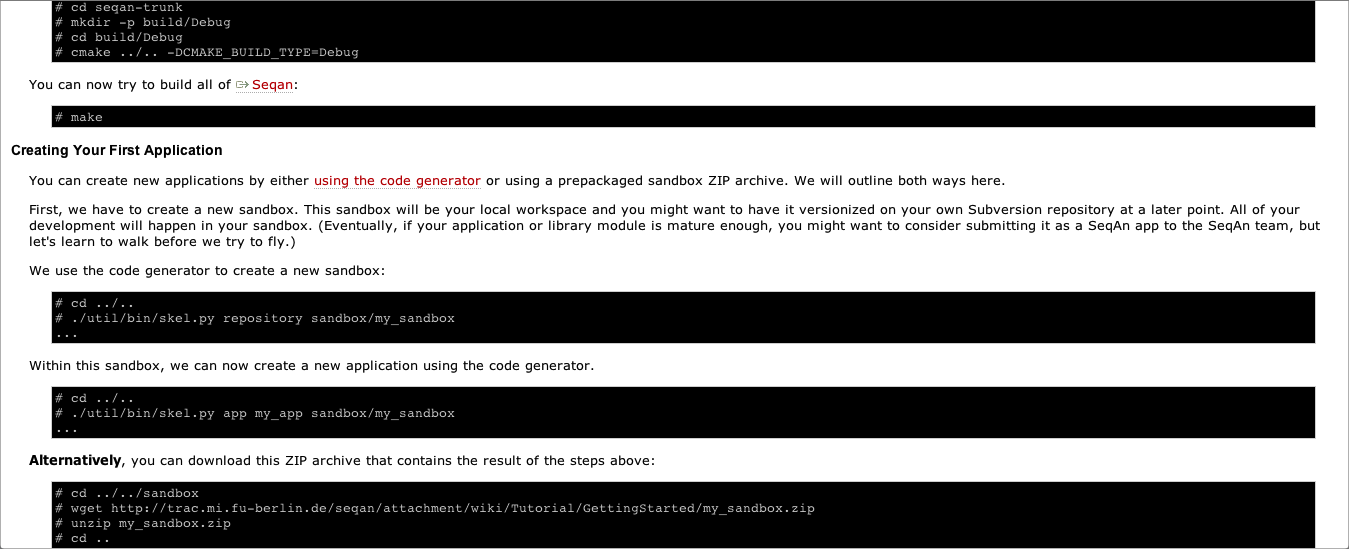 # cd seqan-trunk
# mkdir -p build/Debug
# cd build/Debug
# cmake ../.. -DCMAKE_BUILD_TYPE=Debug
You can now try to build all of Seqan:
# make
Creating Your First Application
You can create new applications by either using the code generator or using a prepackaged sandbox ZIP archive. We will outline both ways here.
First, we have to create a new sandbox. This sandbox will be your local workspace and you might want to have it versionized on your own Subversion repository at a later point. All of your
development will happen in your sandbox. (Eventually, if your application or library module is mature enough, you might want to consider submitting it as a SeqAn app to the SeqAn team, but
let's learn to walk before we try to fly.)
We use the code generator to create a new sandbox:
# cd ../..
# ./util/bin/skel.py repository sandbox/my_sandbox
...
Within this sandbox, we can now create a new application using the code generator.
# cd ../..
# ./util/bin/skel.py app my_app sandbox/my_sandbox
...
Alternatively, you can download this ZIP archive that contains the result of the steps above:
# cd ../../sandbox
# wget http://trac.mi.fu-berlin.de/seqan/attachment/wiki/Tutorial/GettingStarted/my_sandbox.zip
# unzip my_sandbox.zip
# cd ..